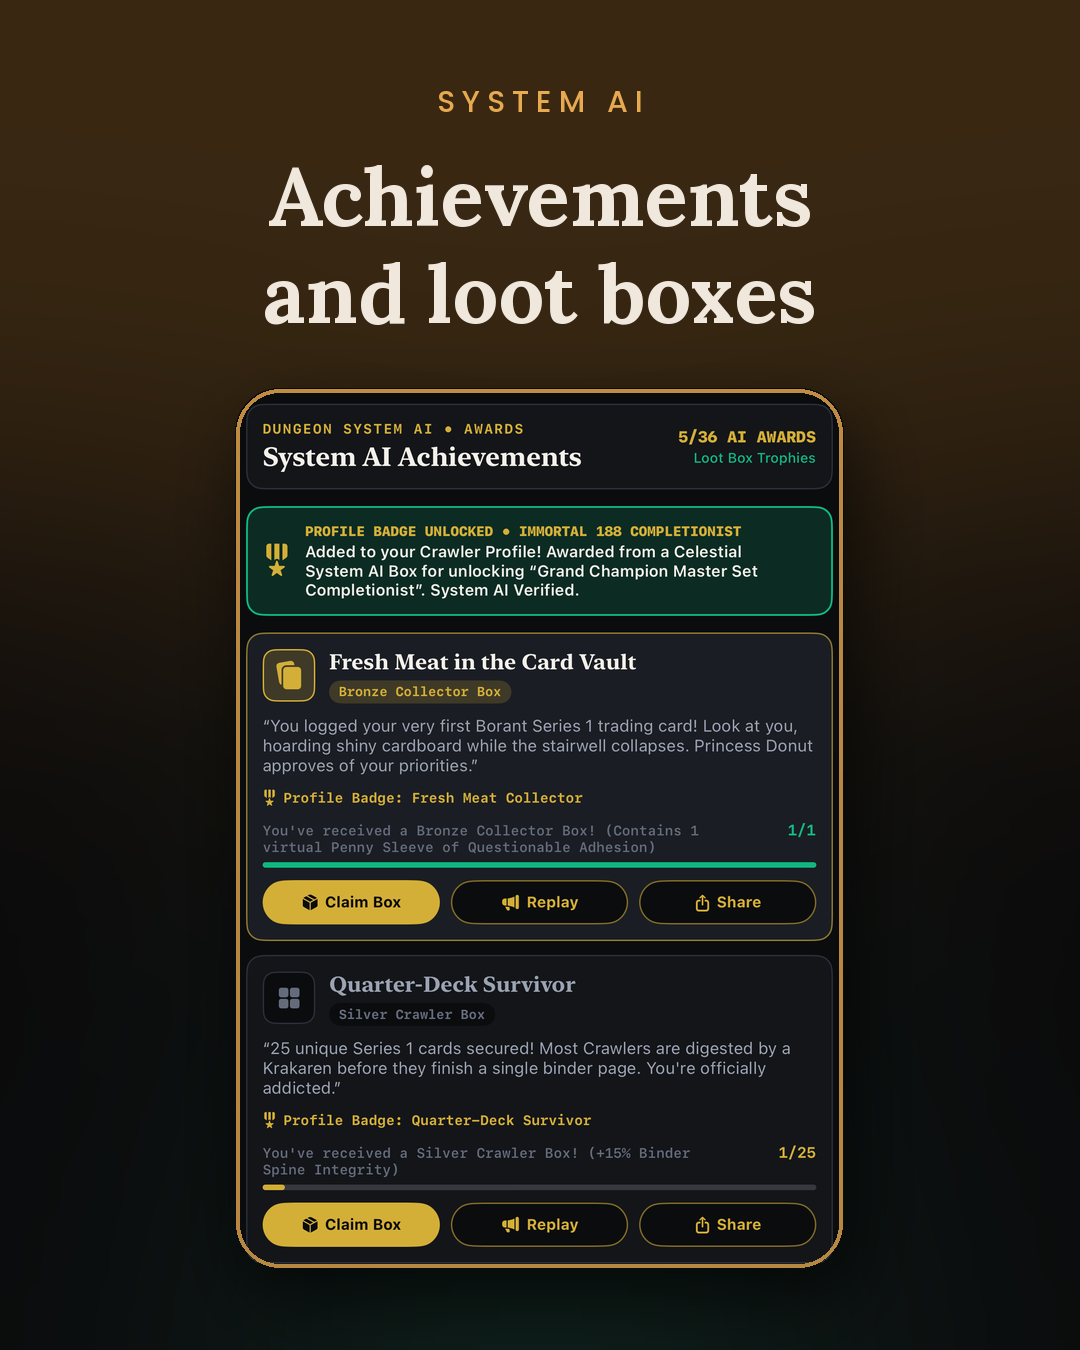 SYSTEM AI
Achievements
and loot boxes
DUNGEON SYSTEM AI • AWARDS
System AI Achievements
5/36 AI AWARDS
Loot Box Trophies
PROFILE BADGE UNLOCKED • IMMORTAL 188 COMPLETIONIST
Added to your Crawler Profile! Awarded from a Celestial
System AI Box for unlocking “Grand Champion Master Set
Completionist”. System AI Verified.
Fresh Meat in the Card Vault
Bronze Collector Box
“You logged your very first Borant Series 1 trading card! Look at you,
hoarding shiny cardboard while the stairwell collapses. Princess Donut
approves of your priorities.”
Profile Badge: Fresh Meat Collector
You've received a Bronze Collector Box! (Contains 1
virtual Penny Sleeve of Questionable Adhesion)
1/1
Claim Box
Replay
Share
Quarter-Deck Survivor
Silver Crawler Box
“25 unique Series 1 cards secured! Most Crawlers are digested by a
Krakaren before they finish a single binder page. You're officially
addicted.”
Profile Badge: Quarter-Deck Survivor
You've received a Silver Crawler Box! (+15% Binder
Spine Integrity)
1/25
Claim Box
Replay
Share